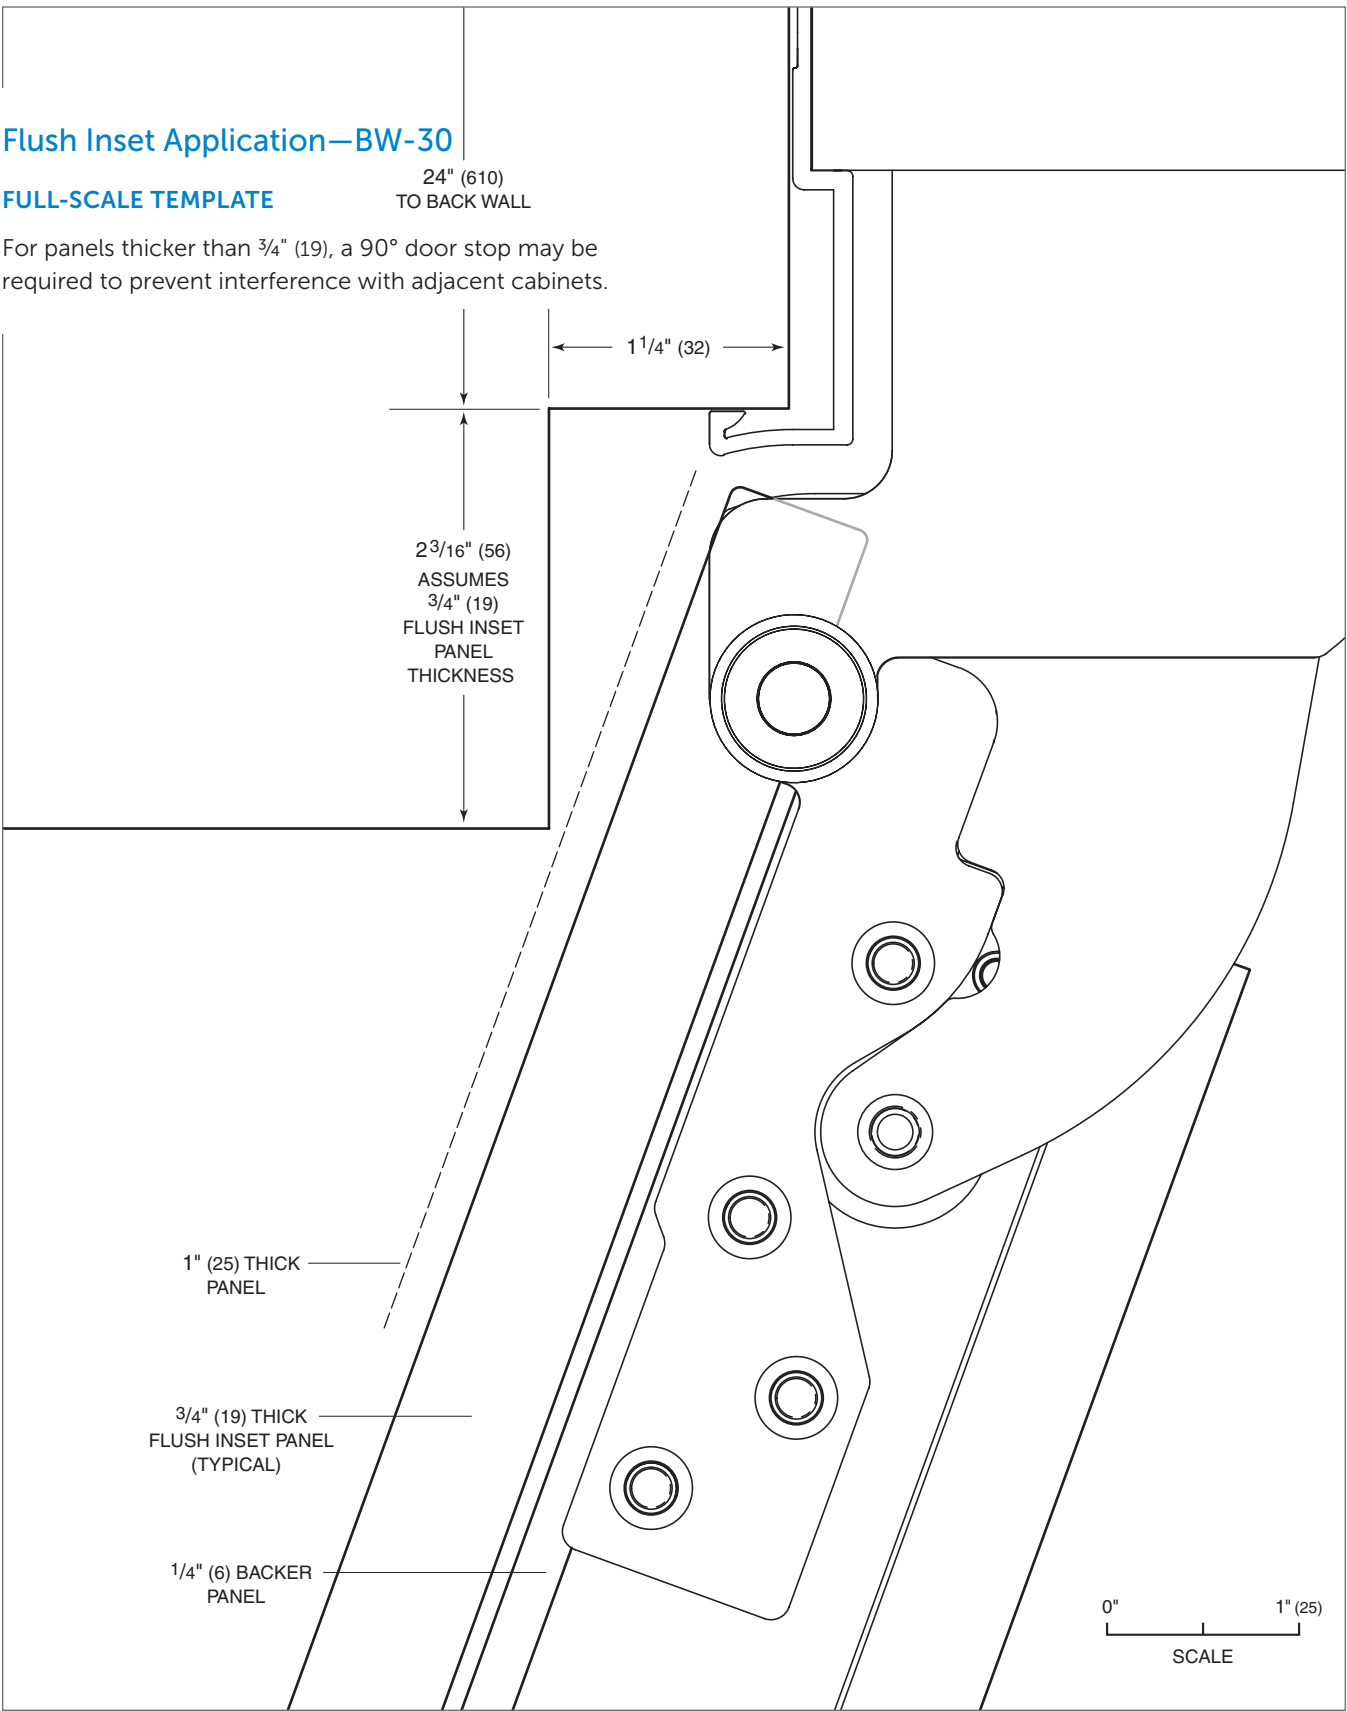 Flush Inset Application—BW-30
24" (610)
TO BACK WALL
FULL-SCALE TEMPLATE
For panels thicker than 3/4" (19), a 90° door stop may be
required to prevent interference with adjacent cabinets.
1 1/4" (32)
2 3/16" (56)
ASSUMES
3/4" (19)
FLUSH INSET
PANEL
THICKNESS
1" (25) THICK
PANEL
3/4" (19) THICK
FLUSH INSET PANEL
(TYPICAL)
1/4" (6) BACKER
PANEL
0" 1" (25)
SCALE